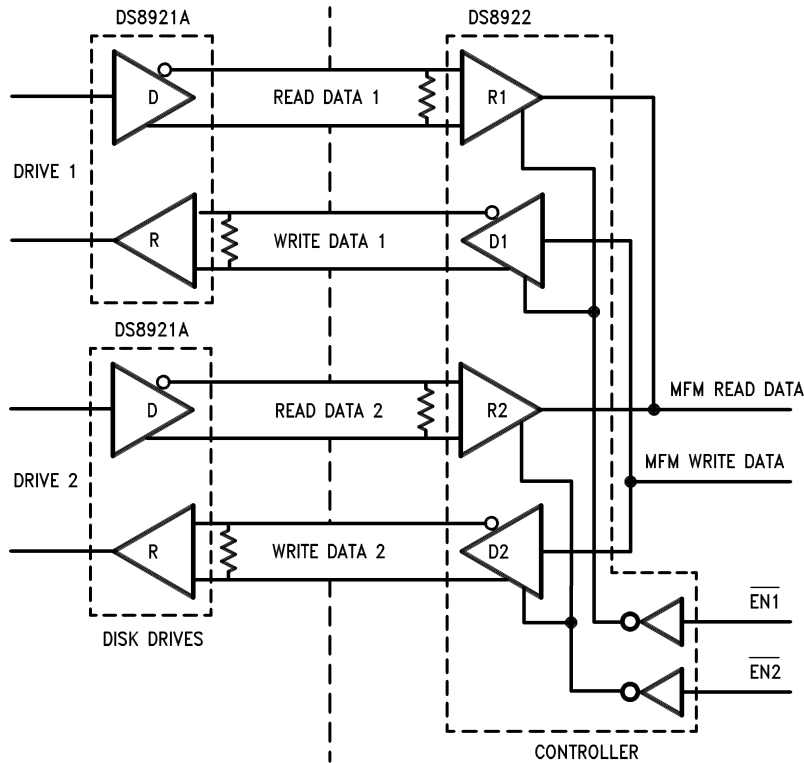 DS8921A
DS8922
D
READ DATA 1
R1
DRIVE 1
R
WRITE DATA 1
D1
DS8921A
D
READ DATA 2
R2
MFM READ DATA
MFM WRITE DATA
DRIVE 2
R
WRITE DATA 2
D2
EN1
DISK DRIVES
EN2
CONTROLLER